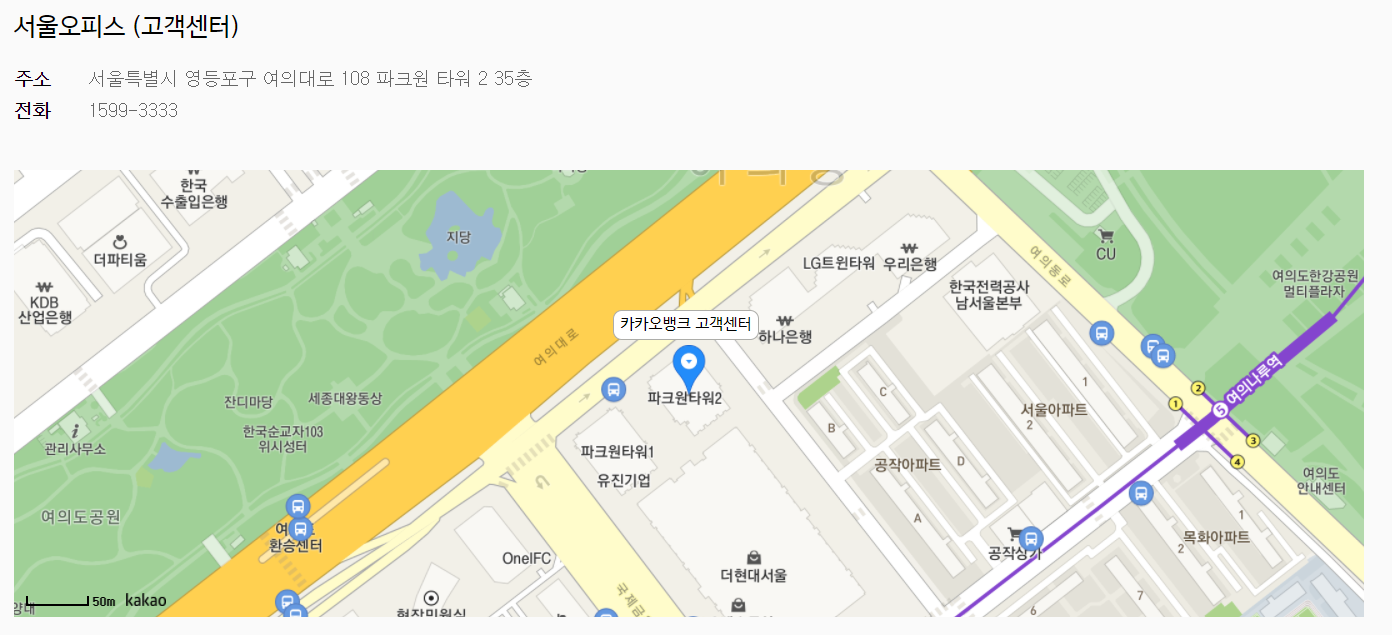 서울오피스 (고객센터)
주소 서울특별시 영등포구 여의대로 108 파크원 타워 2 35층
전화 1599-3333
한국
수출입은행
더파티움
KDB
산업은행
지당
LG트윈타워
우리은행
여의동로
CU
한국전력공사
남서울본부
여의도한강공원
멀티플라자
카카오뱅크 고객센터
하나은행
여의대로
파크원타워2
잔디마당
세종대왕동상
한국순교자103
위시성터
관리사무소
파크원타워1
유진기업
서울아파트
1
2
C
B
공작아파트
D
A
5 여의나루역
1
2
3
4
여의도
안내센터
여의도공원
환승센터
OneIFC
더현대서울
공작상가
목화아파트
1
2
6
7
50m kakao